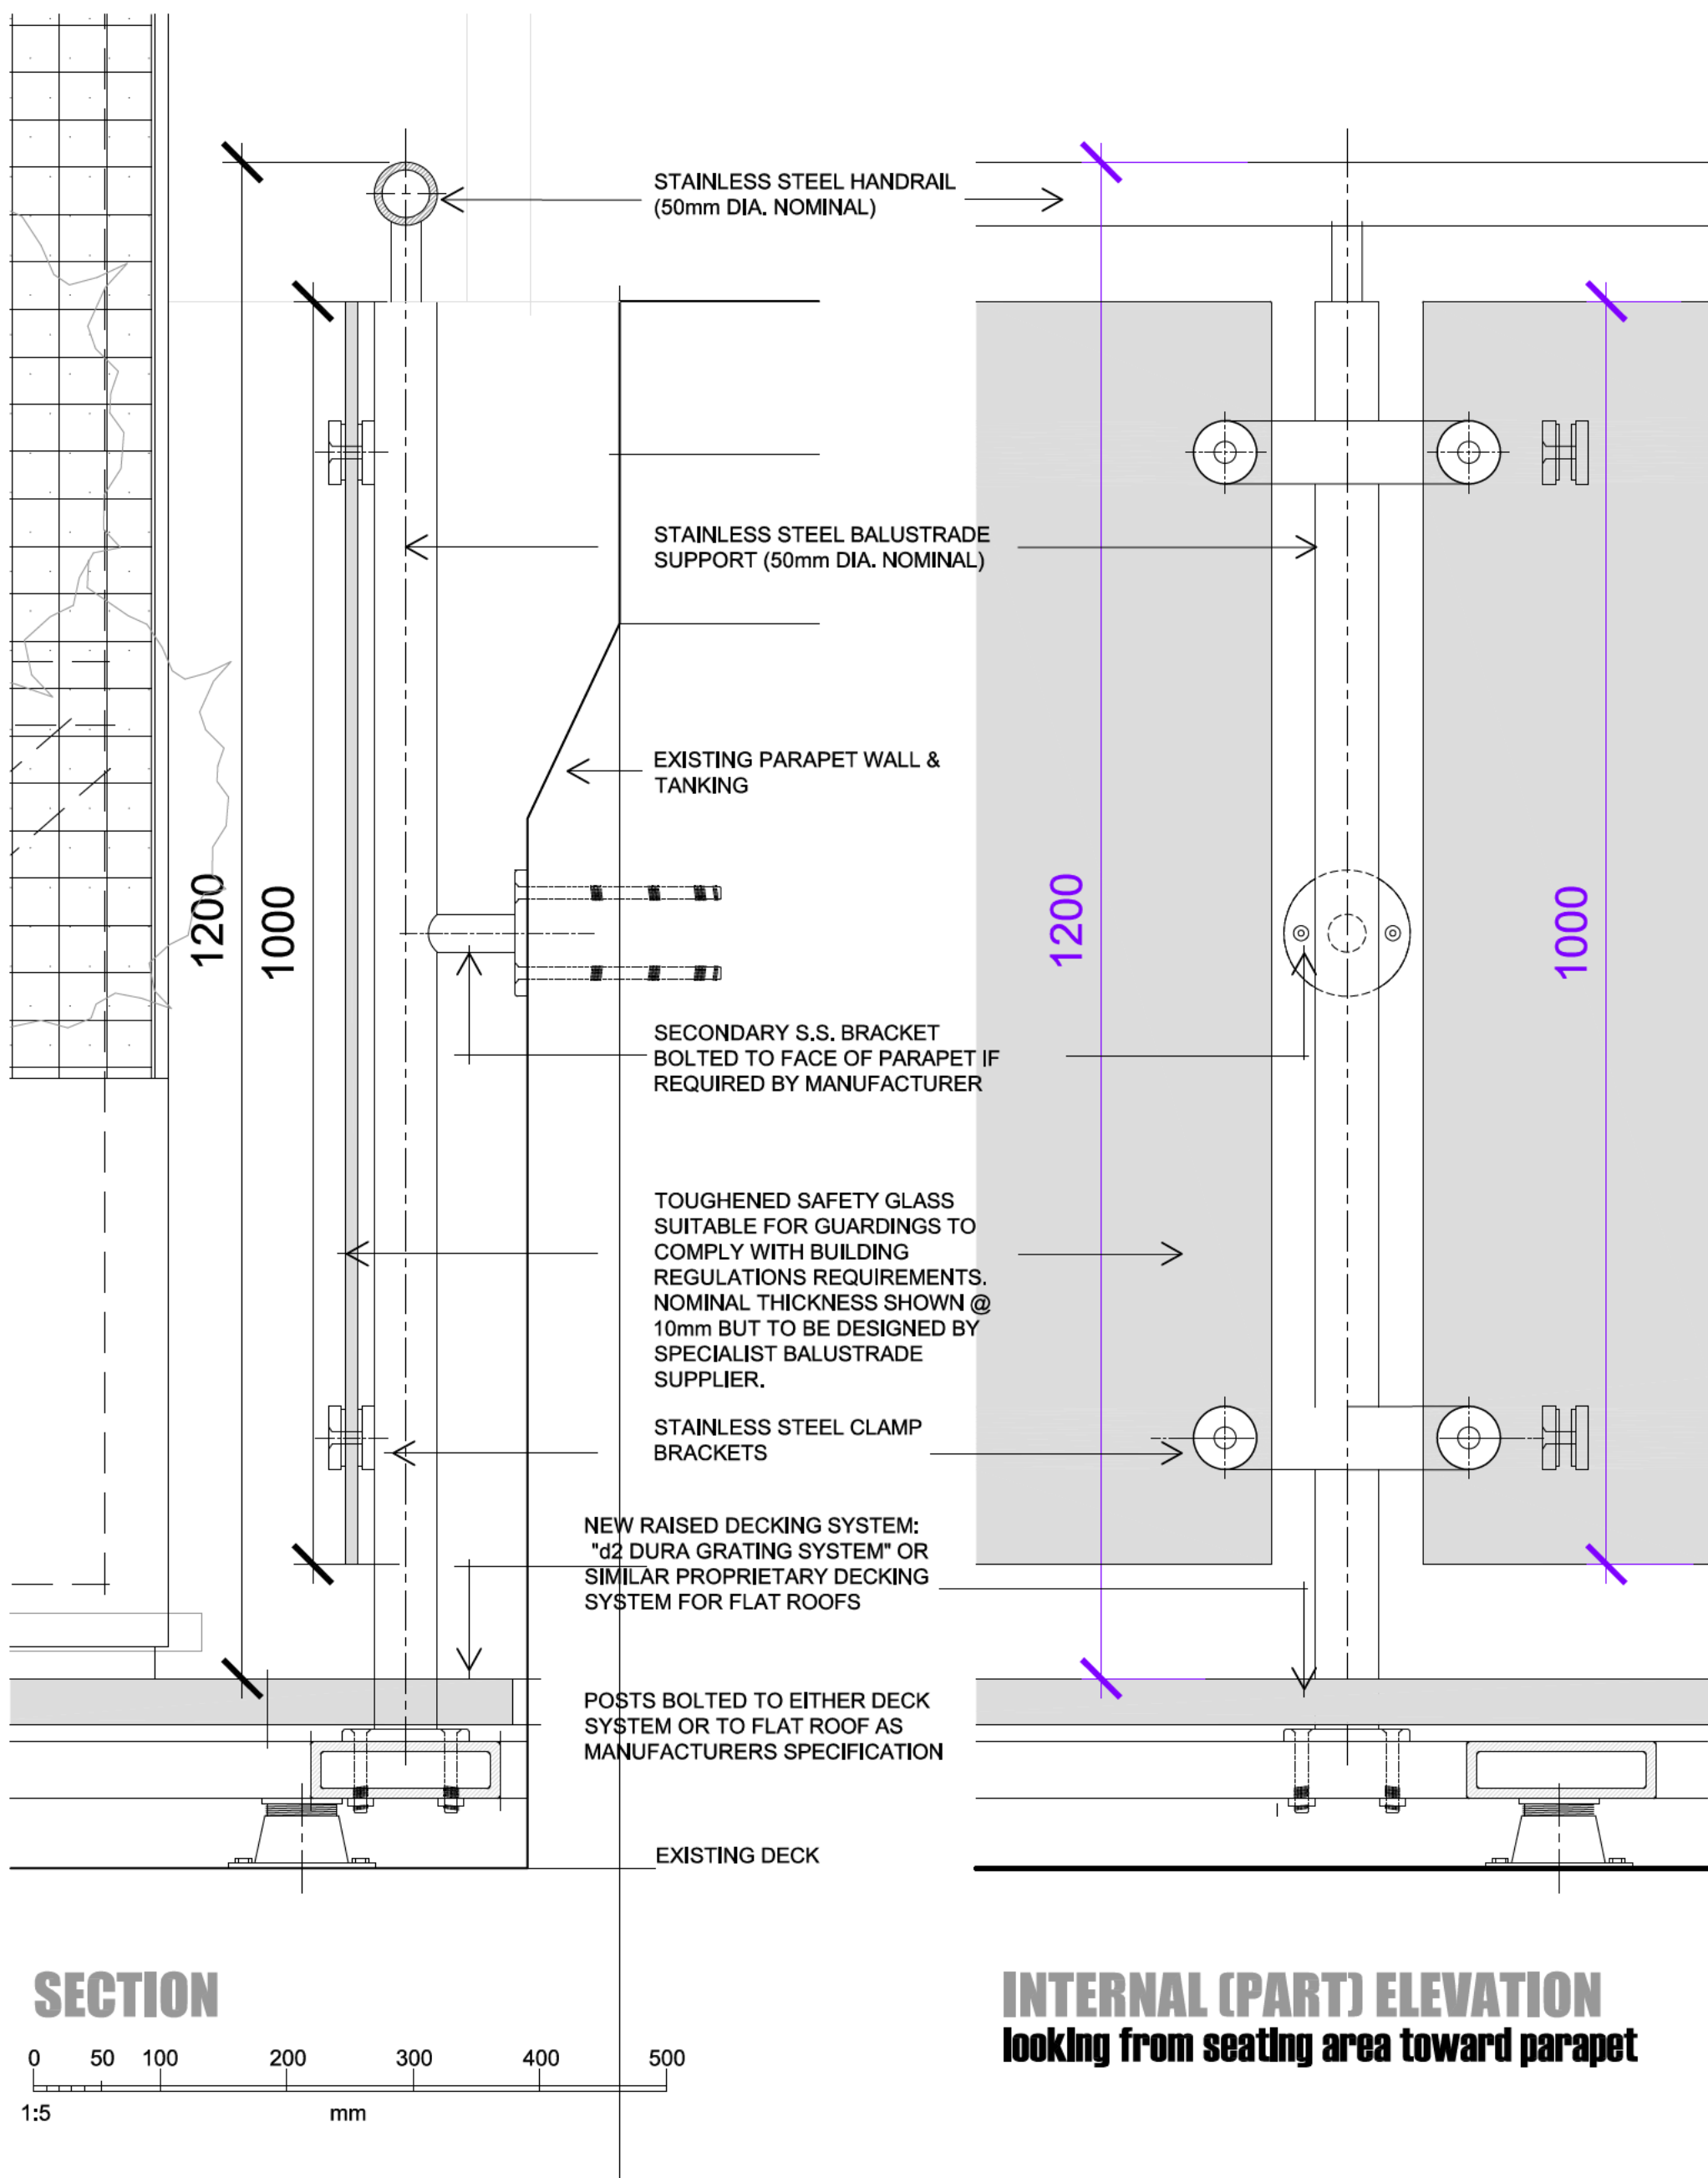 STAINLESS STEEL HANDRAIL
(50mm DIA. NOMINAL)
STAINLESS STEEL BALUSTRADE
SUPPORT (50mm DIA. NOMINAL)
EXISTING PARAPET WALL &
TANKING
1200
1000
1200
1000
SECONDARY S.S. BRACKET
BOLTED TO FACE OF PARAPET IF
REQUIRED BY MANUFACTURER
TOUGHENED SAFETY GLASS
SUITABLE FOR GUARDINGS TO
COMPLY WITH BUILDING
REGULATIONS REQUIREMENTS.
NOMINAL THICKNESS SHOWN @
10mm BUT TO BE DESIGNED BY
SPECIALIST BALUSTRADE
SUPPLIER.
STAINLESS STEEL CLAMP
BRACKETS
NEW RAISED DECKING SYSTEM:
"d2 DURA GRATING SYSTEM" OR
SIMILAR PROPRIETARY DECKING
SYSTEM FOR FLAT ROOFS
POSTS BOLTED TO EITHER DECK
SYSTEM OR TO FLAT ROOF AS
MANUFACTURERS SPECIFICATION
EXISTING DECK
SECTION
0 50 100 200 300 400 500
1:5 mm
INTERNAL (PART) ELEVATION
looking from seating area toward parapet